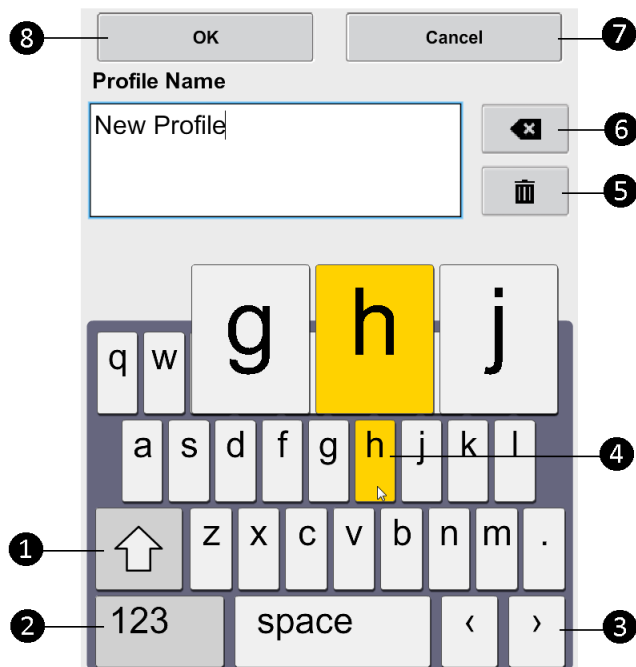 8 OK Cancel 7
Profile Name
New Profile 6
5
g h j
q w
a s d f g h j k l 4
1 z x c v b n m .
2 123 space ‹ › 3